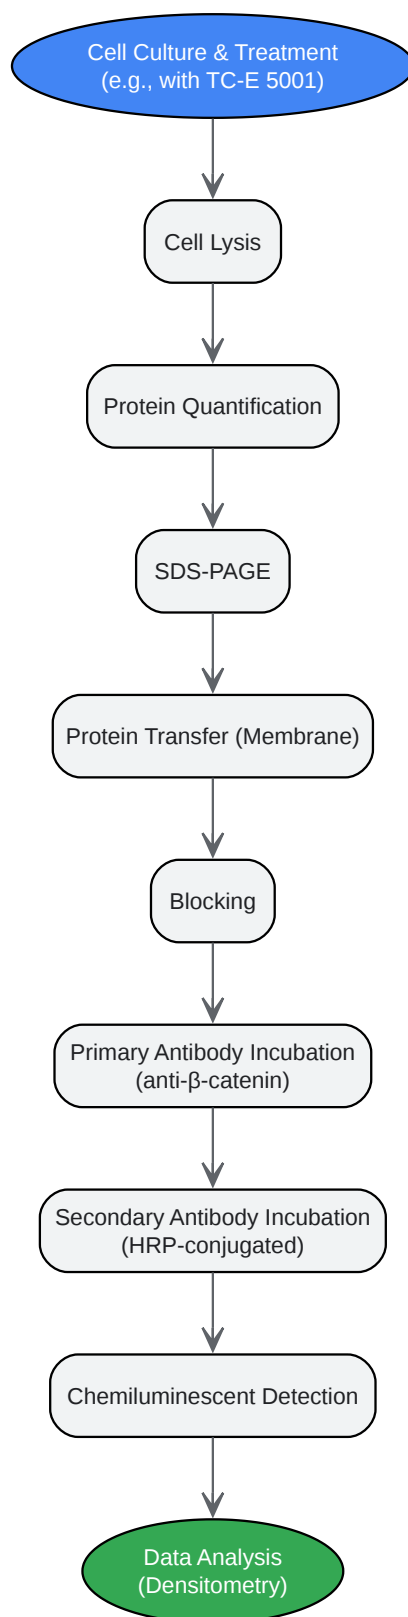 Cell Culture & Treatment
(e.g., with TC-E 5001)
Cell Lysis
Protein Quantification
SDS-PAGE
Protein Transfer (Membrane)
Blocking
Primary Antibody Incubation
(anti-β-catenin)
Secondary Antibody Incubation
(HRP-conjugated)
Chemiluminescent Detection
Data Analysis
(Densitometry)